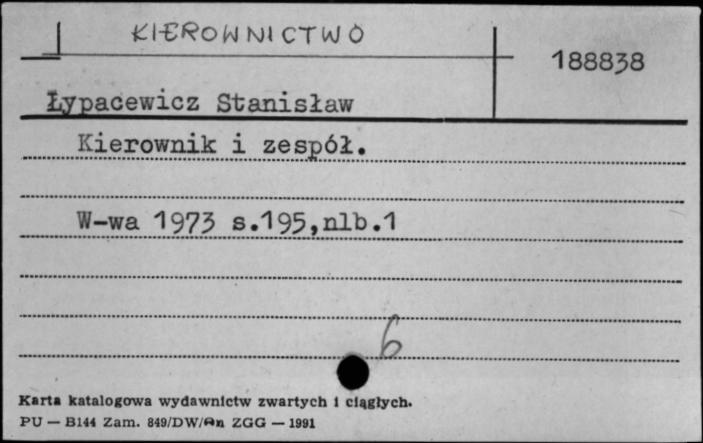 KIEROWNICTWO
188838
Łypacewicz Stanisław
Kierownik i zespół.
W-wa 1973 s.195,nlb.1
6
Karta katalogowa wydawnictw zwartych i ciągłych.
PU — B144 Zam. 849/DW/An ZGG — 1991